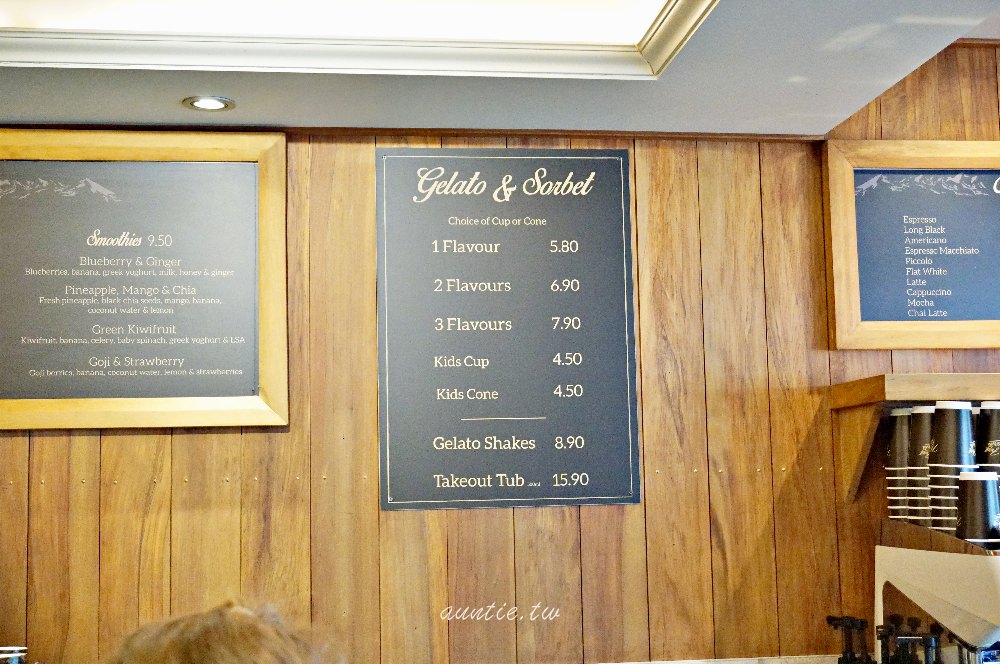 Smoothies 9.50
Blueberry & Ginger
Blueberries, banana, greek yoghurt, milk, honey & ginger
Pineapple, Mango & Chia
Fresh pineapple, black chia seeds, mango, banana,
coconut water & lemon
Green Kiwifruit
Kiwifruit, banana, celery, baby spinach, greek yoghurt & LSA
Goji & Strawberry
Goji berries, banana, coconut water, lemon & strawberries
Gelato & Sorbet
Choice of Cup or Cone
1 Flavour 5.80
2 Flavours 6.90
3 Flavours 7.90
Kids Cup 4.50
Kids Cone 4.50
Gelato Shakes 8.90
Takeout Tub 15.90
Espresso
Long Black
Americano
Espresso Macchiato
Piccolo
Flat White
Latte
Cappuccino
Mocha
Chai Latte
auntie.tw